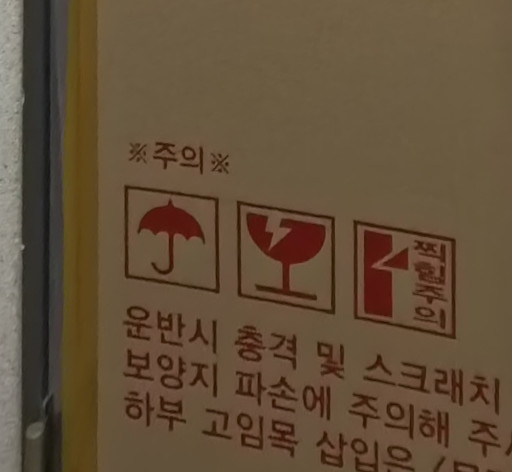 ※주의※
찍힘주의
운반시 충격 및 스크래치
보양지 파손에 주의해
하부 고임목 삽입은